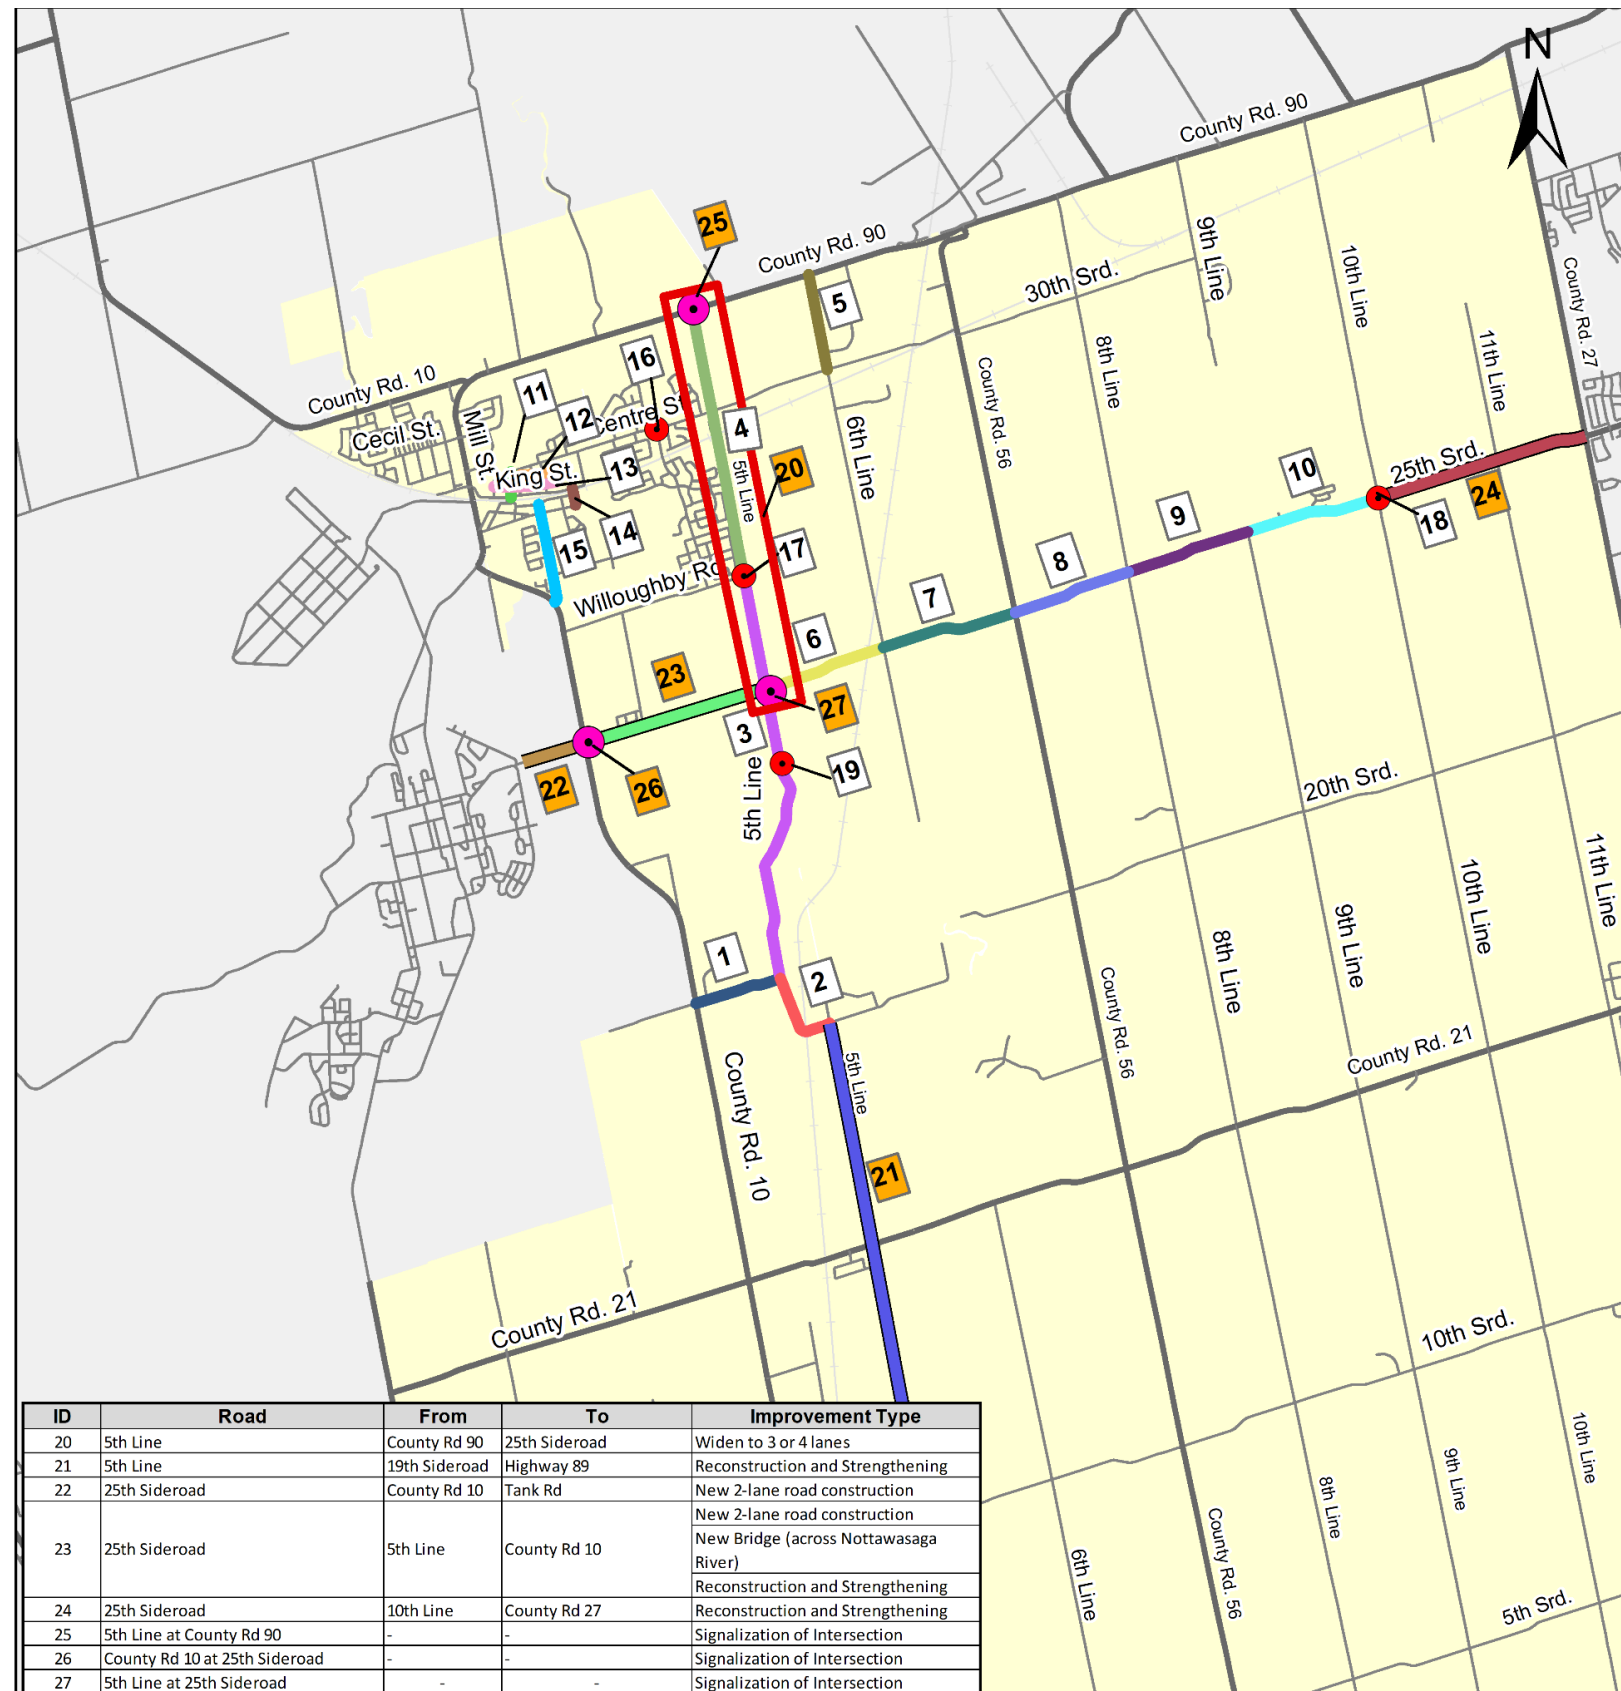 N
County Rd. 90
25
County Rd. 90
9th Line
10th Line
County Rd. 27
30th Srd.
5
11th Line
8th Line
County Rd. 56
16
County Rd. 10
11
12
Centre St.
Cecil St.
Mill St.
4
6th Line
King St.
13
5th Line
20
10
25th Srd.
24
14
15
17
9
18
Willoughby Rd
8
7
6
23
27
3
19
22
26
5th Line
20th Srd.
11th Line
10th Line
9th Line
8th Line
1
2
County Rd. 56
5th Line
County Rd. 21
County Rd. 10
21
County Rd. 21
10th Srd.
10th Line
9th Line
8th Line
County Rd. 56
6th Line
5th Srd.
ID Road From To Improvement Type
20 5th Line County Rd 90 25th Sideroad Widen to 3 or 4 lanes
21 5th Line 19th Sideroad Highway 89 Reconstruction and Strengthening
22 25th Sideroad County Rd 10 Tank Rd New 2-lane road construction
23 25th Sideroad 5th Line County Rd 10 New 2-lane road construction
New Bridge (across Nottawasaga
River)
Reconstruction and Strengthening
24 25th Sideroad 10th Line County Rd 27 Reconstruction and Strengthening
25 5th Line at County Rd 90 - - Signalization of Intersection
26 County Rd 10 at 25th Sideroad - - Signalization of Intersection
27 5th Line at 25th Sideroad - - Signalization of Intersection